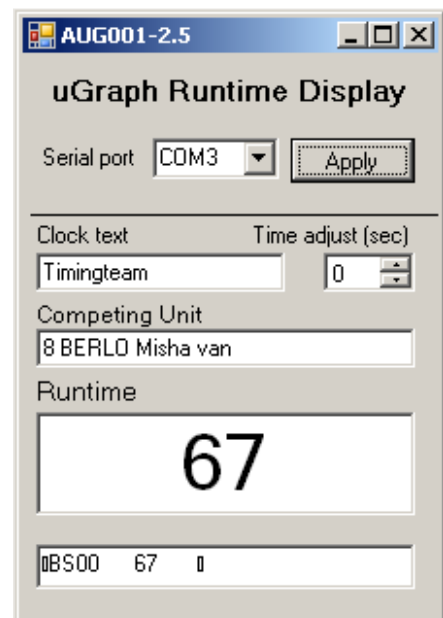 AUG001-2.5
uGraph Runtime Display
Serial port COM3 Apply
Clock text Time adjust (sec)
Timingteam 0
Competing Unit
8 BERLO Misha van
Runtime
67
▯BS00 67 ▯